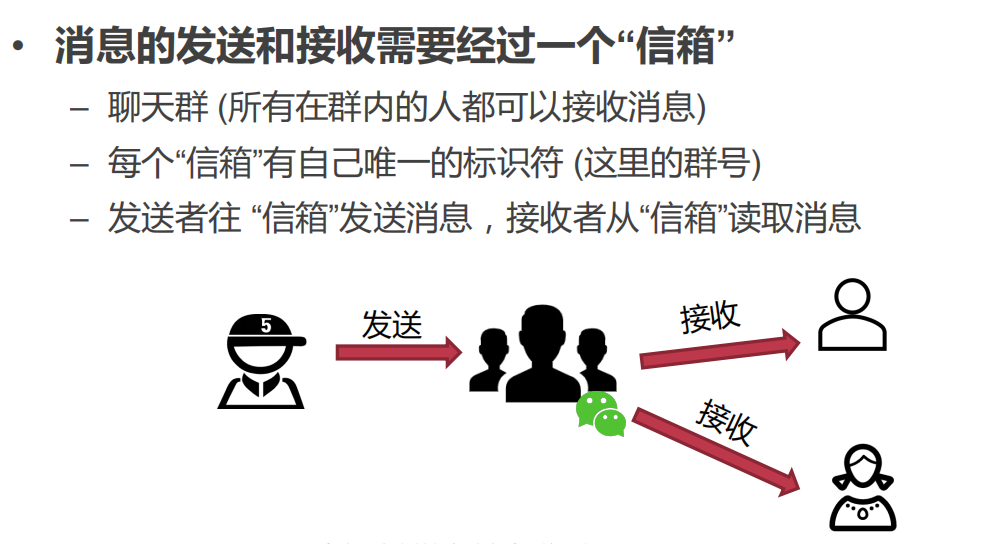 • 消息的发送和接收需要经过一个“信箱”
– 聊天群 (所有在群内的人都可以接收消息)
– 每个“信箱”有自己唯一的标识符 (这里的群号)
– 发送者往 “信箱”发送消息，接收者从“信箱”读取消息
5
发送
接收
接收